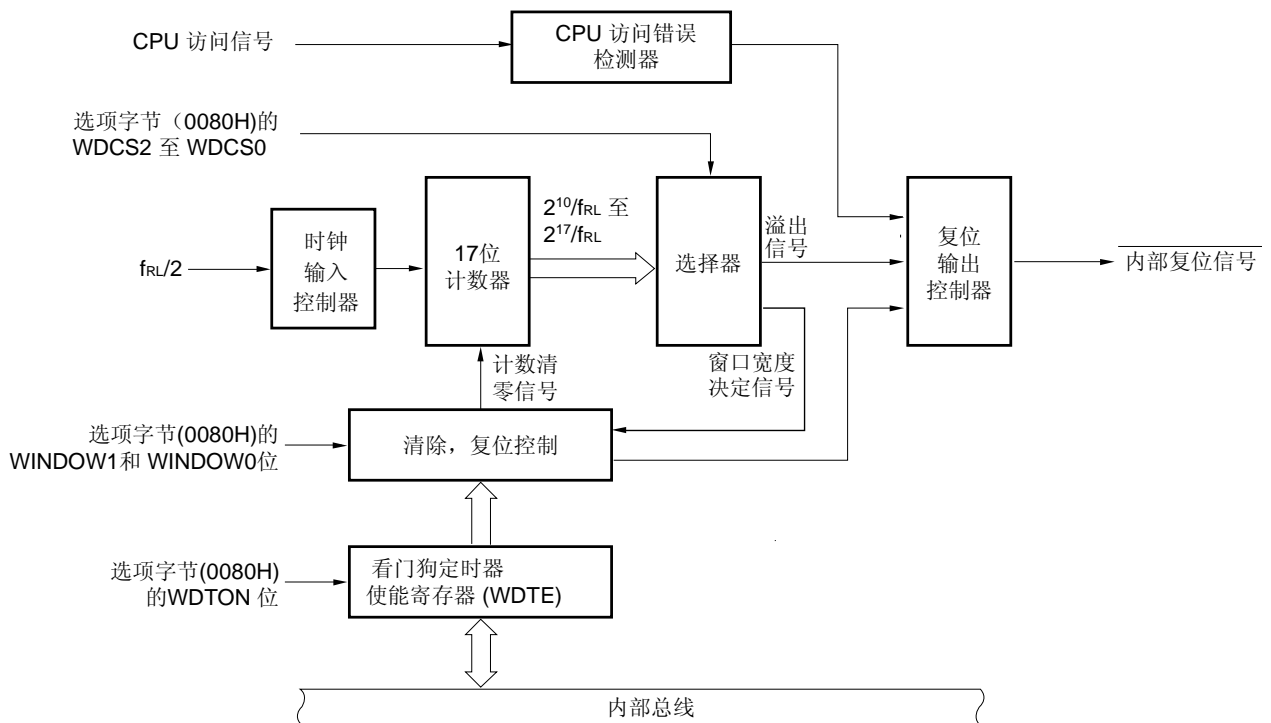 CPU 访问信号
CPU 访问错误
检测器
选项字节（0080H)的
WDCS2 至 WDCS0
fRL/2
时钟
输入
控制器
17位
计数器
2¹⁰/fRL 至
2¹⁷/fRL
选择器
溢出
信号
复位
输出
控制器
内部复位信号
计数清
零信号
窗口宽度
决定信号
选项字节(0080H)的
WINDOW1和 WINDOW0位
清除，复位控制
选项字节(0080H)
的WDTON 位
看门狗定时器
使能寄存器 (WDTE)
内部总线